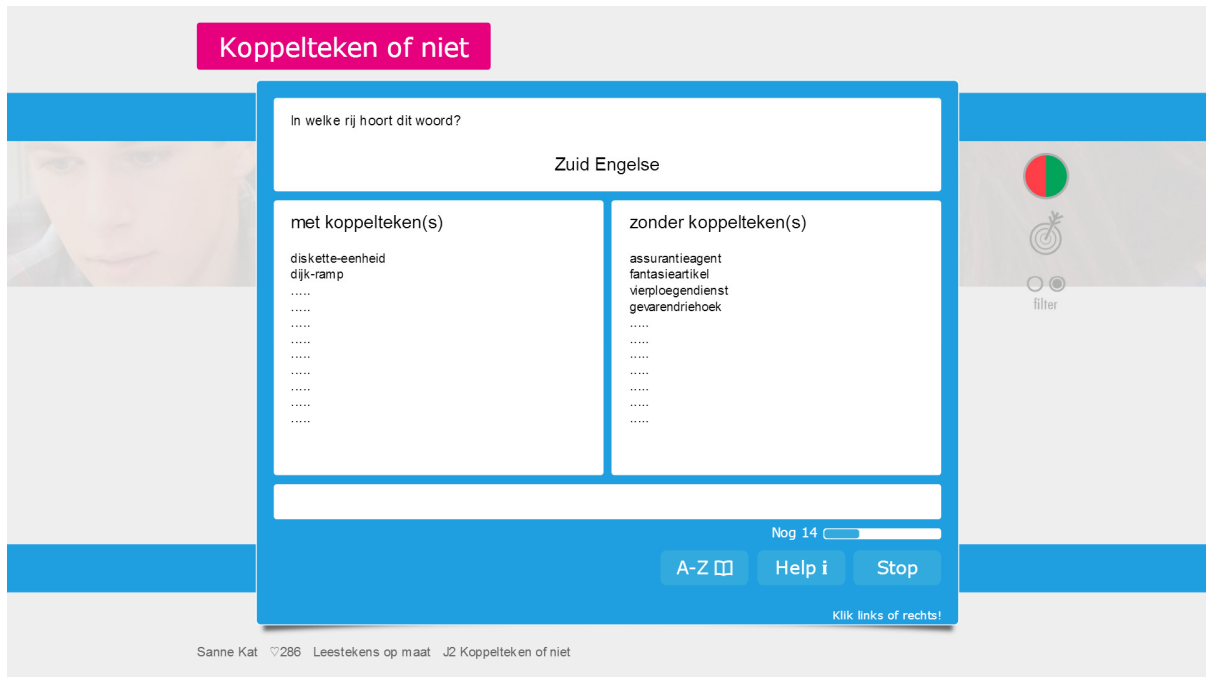 Koppelteken of niet
In welke rij hoort dit woord?
Zuid Engelse
met koppelteken(s)
diskette-eenheid
dijk-ramp
.....
.....
.....
.....
.....
.....
.....
.....
.....
zonder koppelteken(s)
assurantieagent
fantasieartikel
vierploegendienst
gevarendriehoek
.....
.....
.....
.....
.....
.....
.....
filter
Nog 14
A-Z
Help i
Stop
Klik links of rechts!
Sanne Kat ♡286 Leestekens op maat J2 Koppelteken of niet